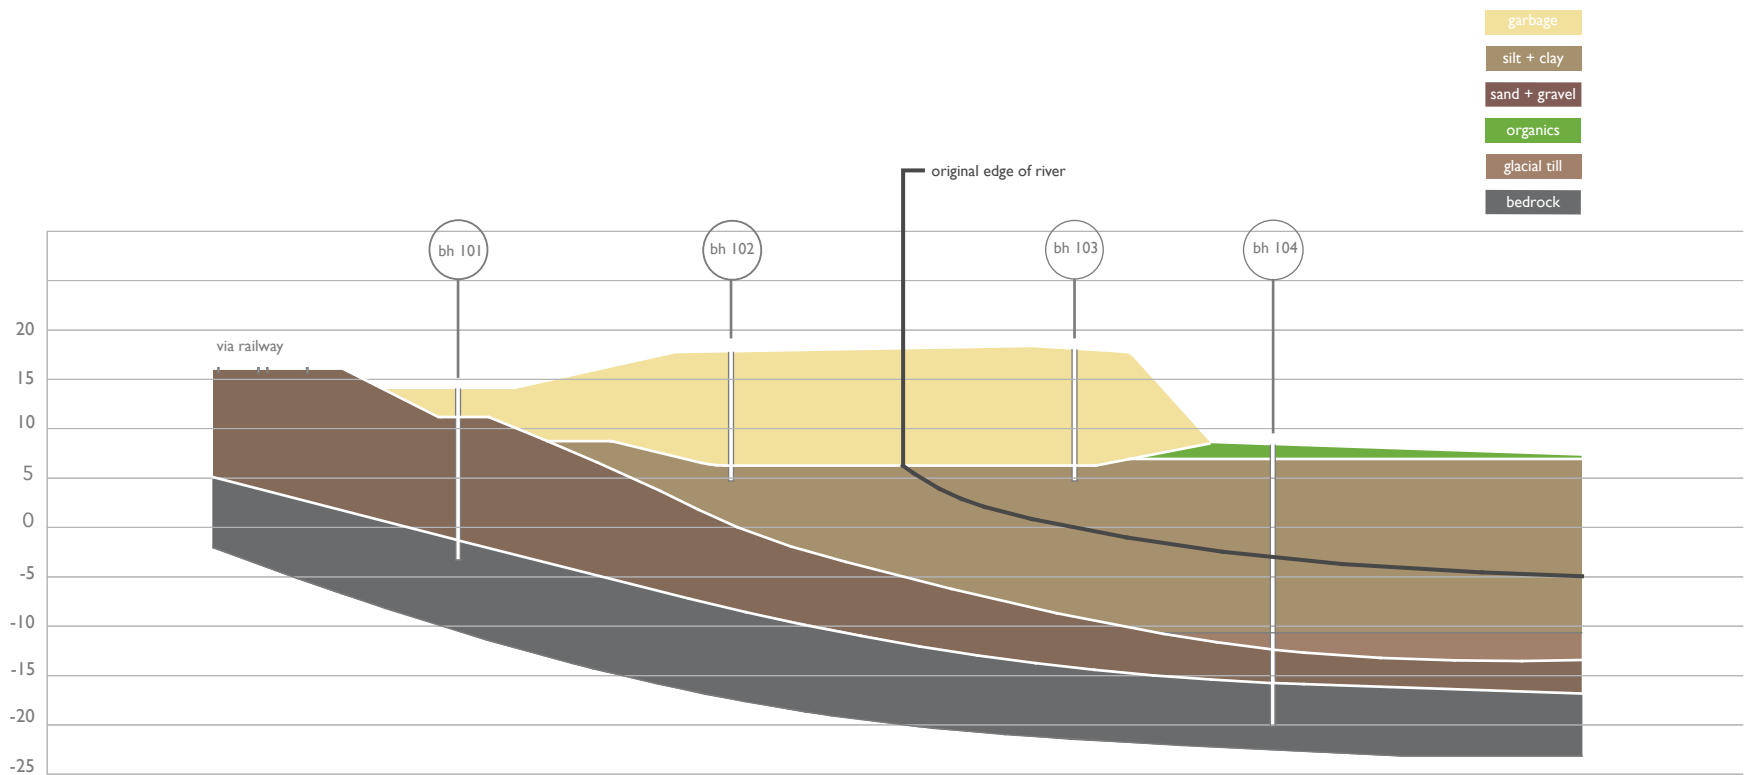 garbage
silt + clay
sand + gravel
organics
glacial till
bedrock
original edge of river
bh 101
bh 102
bh 103
bh 104
via railway
20
15
10
5
0
-5
-10
-15
-20
-25